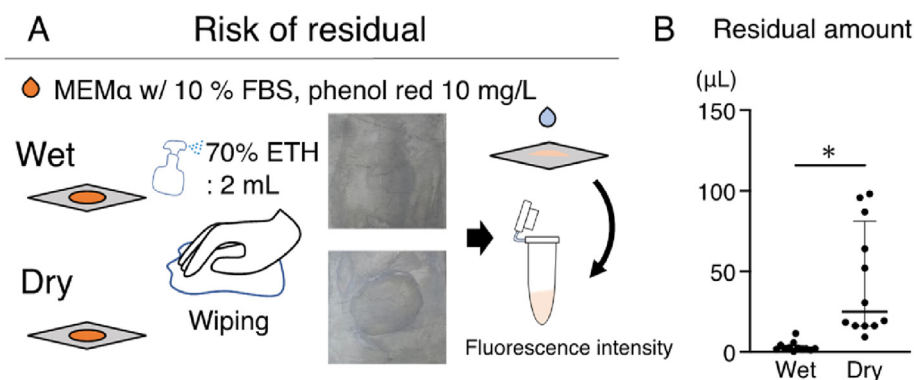 A
Risk of residual
MEMα w/ 10 % FBS, phenol red 10 mg/L
Wet
70% ETH
: 2 mL
Dry
Wiping
Fluorescence intensity
B
Residual amount
(μL)
150
100
50
0
*
Wet
Dry